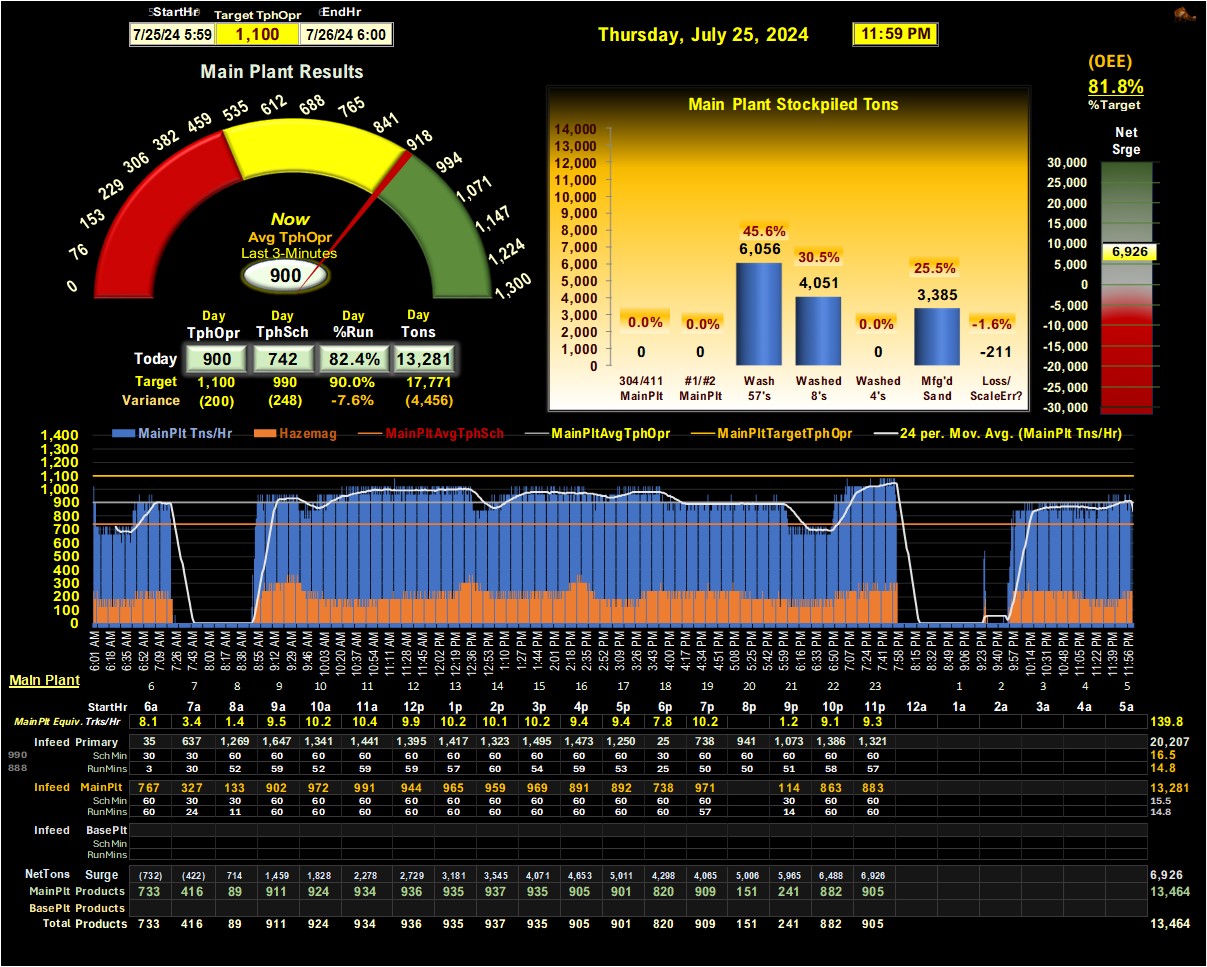 StartHr Target TphOpr EndHr
7/25/24 5:59 1,100 7/26/24 6:00
Thursday, July 25, 2024 11:59 PM
(OEE)
81.8%
%Target
Main Plant Results
0 76 153 229 306 382 459 535 612 688 765 841 918 994 1,071 1,147 1,224 1,300
Now
Avg TphOpr
Last 3-Minutes
900
Day Day Day Day
TphOpr TphSch %Run Tons
Today 900 742 82.4% 13,281
Target 1,100 990 90.0% 17,771
Variance (200) (248) -7.6% (4,456)
Main Plant Stockpiled Tons
14,000
13,000
12,000
11,000
10,000
9,000
8,000
7,000
6,000
5,000
4,000
3,000
2,000
1,000
0
0.0% 0.0% 45.6% 30.5% 0.0% 25.5% -1.6%
0 0 6,056 4,051 0 3,385 -211
304/411 #1/#2 Wash Washed Washed Mfg'd Loss/
MainPlt MainPlt 57's 8's 4's Sand ScaleErr?
Net
Srge
30,000
25,000
20,000
15,000
10,000
6,926
5,000
0
-5,000
-10,000
-15,000
-20,000
-25,000
-30,000
MainPlt Tns/Hr Hazemag MainPltAvgTphSch MainPltAvgTphOpr MainPltTargetTphOpr 24 per. Mov. Avg. (MainPlt Tns/Hr)
1,400
1,300
1,200
1,100
1,000
900
800
700
600
500
400
300
200
100
0
6:01 AM 6:18 AM 6:35 AM 6:52 AM 7:09 AM 7:26 AM 7:43 AM 8:00 AM 8:17 AM 8:38 AM 8:55 AM 9:12 AM 9:29 AM 9:46 AM 10:03 AM 10:20 AM 10:37 AM 10:54 AM 11:11 AM 11:28 AM 11:45 AM 12:02 PM 12:19 PM 12:36 PM 12:53 PM 1:10 PM 1:27 PM 1:44 PM 2:01 PM 2:18 PM 2:35 PM 2:52 PM 3:09 PM 3:26 PM 3:43 PM 4:00 PM 4:17 PM 4:34 PM 4:51 PM 5:08 PM 5:25 PM 5:42 PM 5:59 PM 6:16 PM 6:33 PM 6:50 PM 7:07 PM 7:24 PM 7:41 PM 7:58 PM 8:15 PM 8:32 PM 8:49 PM 9:06 PM 9:23 PM 9:40 PM 9:57 PM 10:14 PM 10:31 PM 10:48 PM 11:05 PM 11:22 PM 11:39 PM 11:56 PM
Main Plant
6 7 8 9 10 11 12 13 14 15 16 17 18 19 20 21 22 23 1 2 3 4 5
StartHr 6a 7a 8a 9a 10a 11a 12p 1p 2p 3p 4p 5p 6p 7p 8p 9p 10p 11p 12a 1a 2a 3a 4a 5a
MainPlt Equiv. Trks/Hr 8.1 3.4 1.4 9.5 10.2 10.4 9.9 10.2 10.1 10.2 9.4 9.4 7.8 10.2 1.2 9.1 9.3 139.8
Infeed Primary 35 637 1,269 1,647 1,341 1,441 1,395 1,417 1,323 1,495 1,473 1,250 25 738 941 1,073 1,386 1,321 20,207
990 Sch Min 30 30 60 60 60 60 60 60 60 60 60 60 30 60 60 60 60 60 16.5
888 RunMins 3 30 52 59 52 59 59 57 60 54 59 53 25 50 50 51 58 57 14.8
Infeed MainPlt 767 327 133 902 972 991 944 965 959 969 891 892 738 971 114 863 883 13,281
Sch Min 60 30 30 60 60 60 60 60 60 60 60 60 60 60 30 60 60 15.5
RunMins 60 24 11 60 60 60 60 60 60 60 60 60 60 57 14 60 60 14.8
Infeed BasePlt
Sch Min
RunMins
NetTons Surge (732) (422) 714 1,459 1,828 2,278 2,729 3,181 3,545 4,071 4,653 5,011 4,298 4,065 5,006 5,965 6,488 6,926 6,926
MainPlt Products 733 416 89 911 924 934 936 935 937 935 905 901 820 909 151 241 882 905 13,464
BasePlt Products
Total Products 733 416 89 911 924 934 936 935 937 935 905 901 820 909 151 241 882 905 13,464